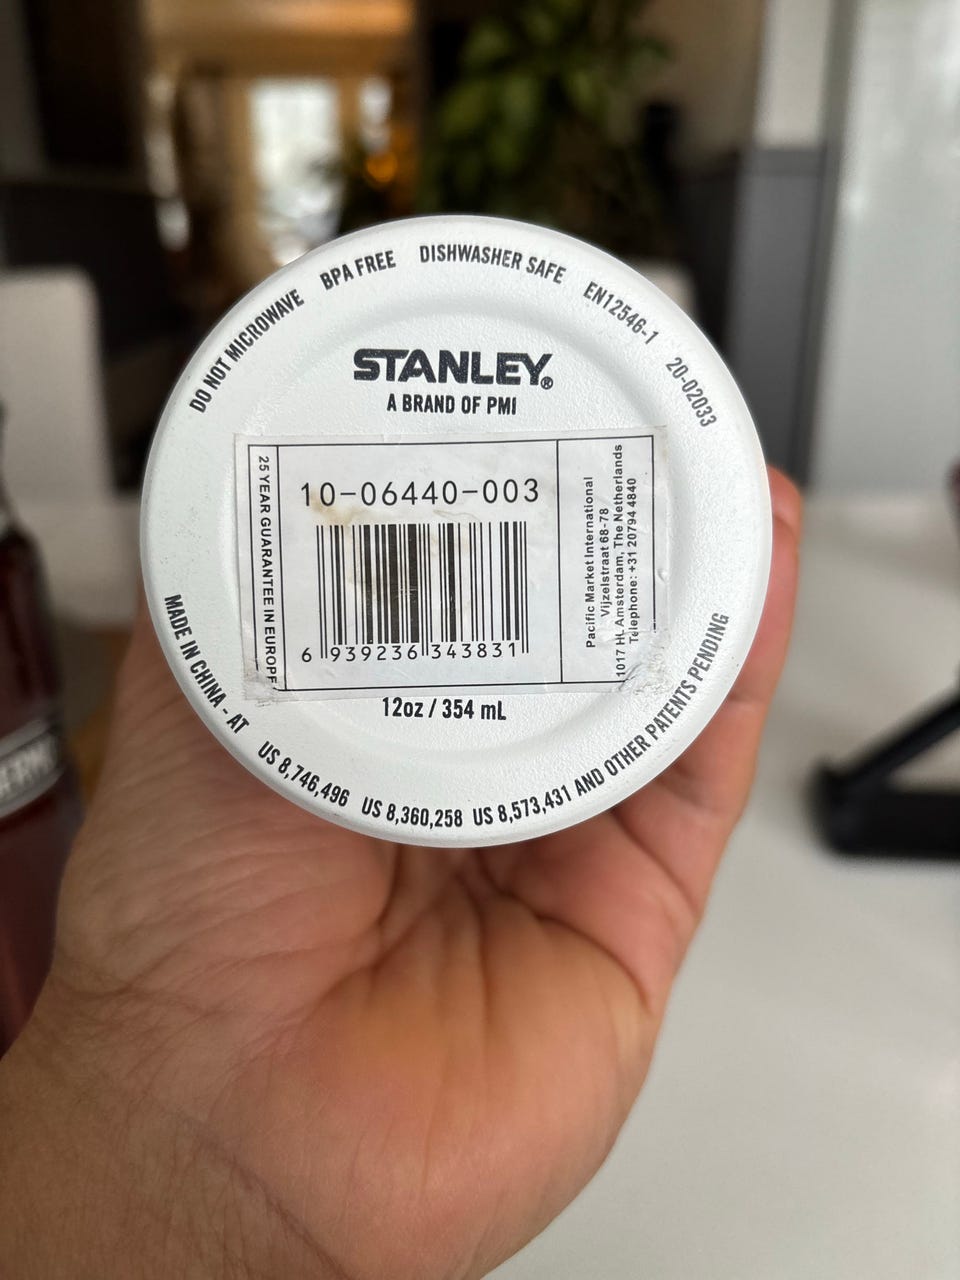 DO NOT MICROWAVE BPA FREE DISHWASHER SAFE EN12546-1 20-02033
STANLEY®
A BRAND OF PMI
25 YEAR GUARANTEE IN EUROPE
10-06440-003
6 939236 343831
Pacific Market International
Vijzelstraat 68-78
1017 HL Amsterdam, The Netherlands
Telephone: +31 20794 4840
12oz / 354 mL
MADE IN CHINA - AT US 8,746,496 US 8,360,258 US 8,573,431 AND OTHER PATENTS PENDING